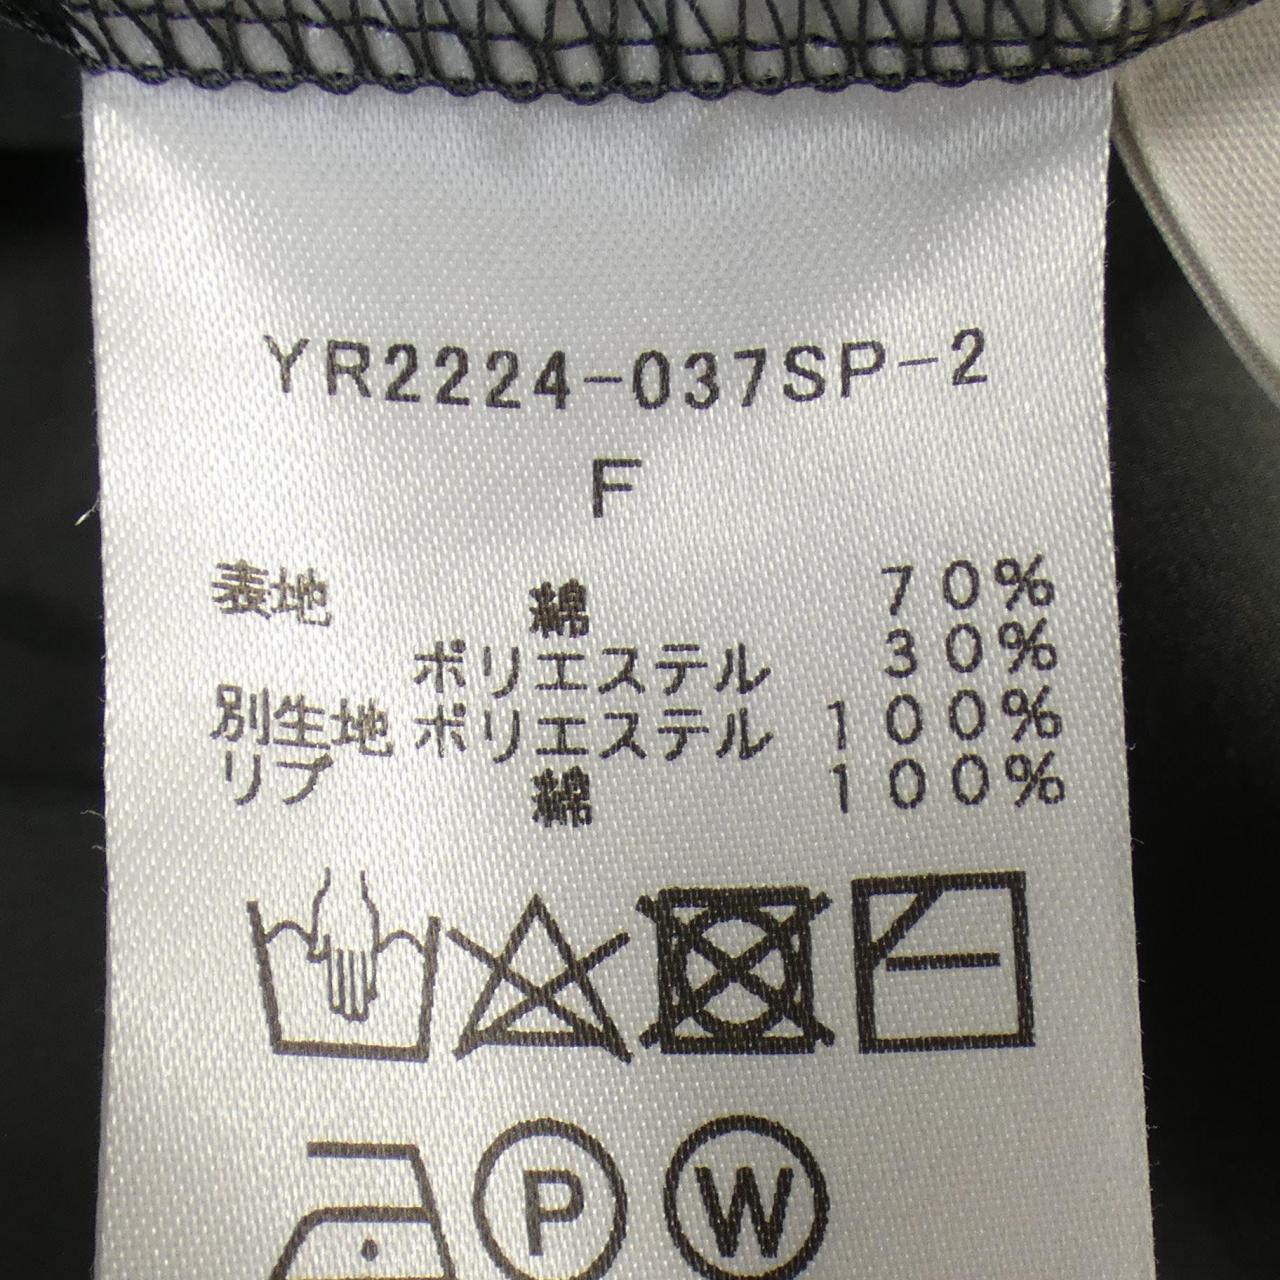 YR2224-037SP-2
F
表地 綿 70%
ポリエステル 30%
別生地 ポリエステル 100%
リブ 綿 100%
P W